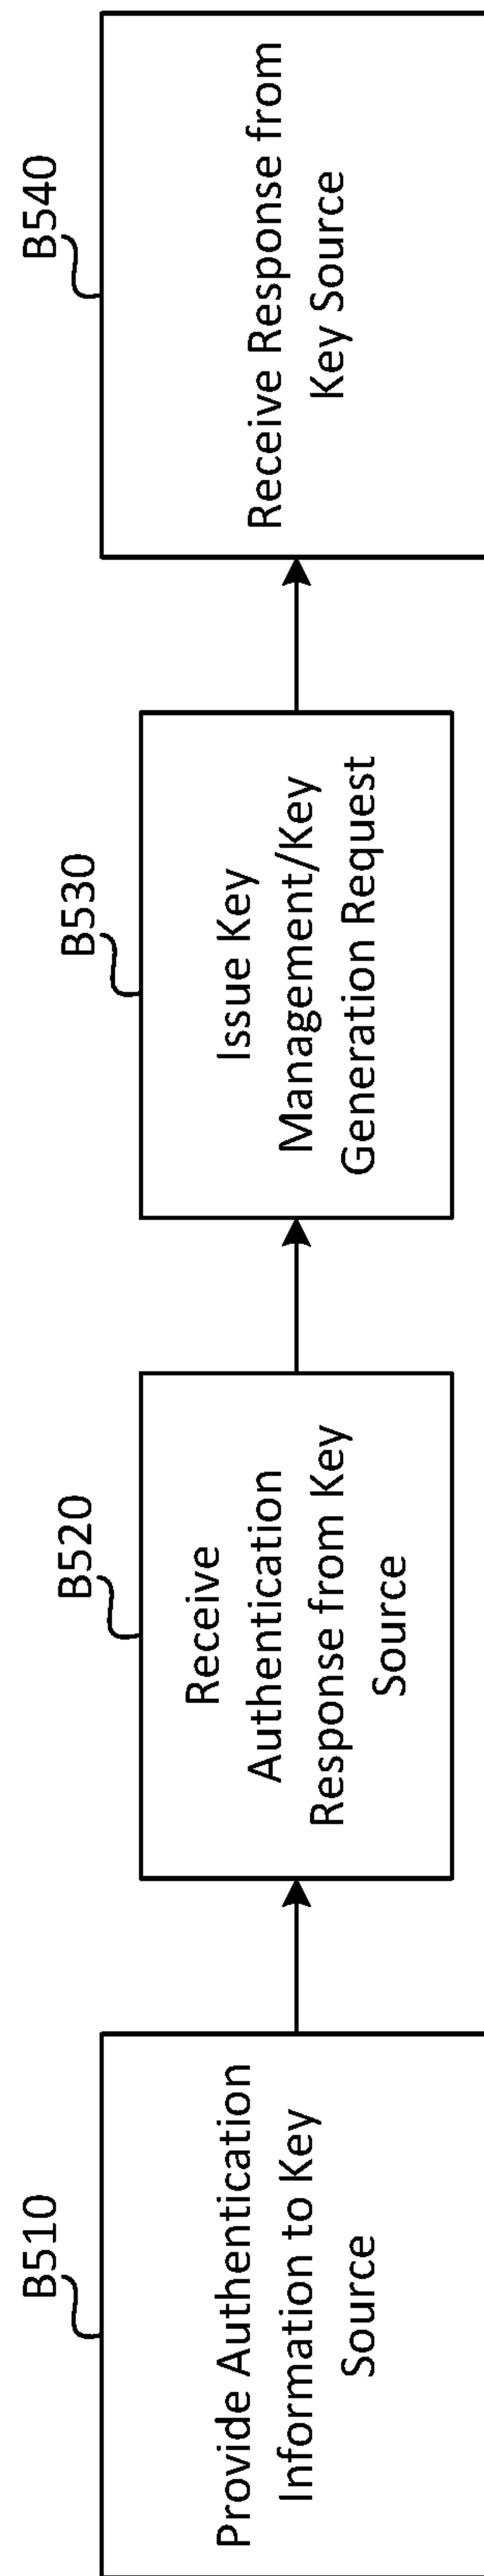 B510
Provide Authentication
Information to Key
Source
B520
Receive
Authentication
Response from Key
Source
B530
Issue Key
Management/Key
Generation Request
B540
Receive Response from
Key Source